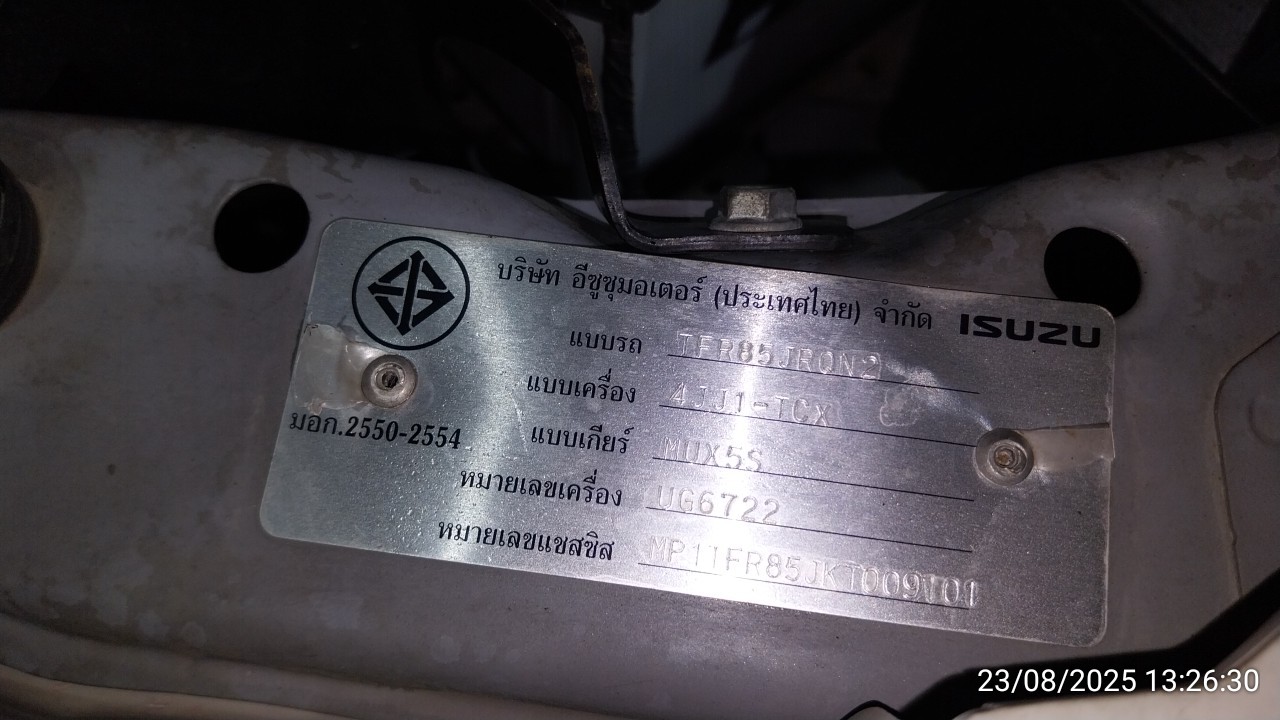 บริษัท อีซูซุมอเตอร์ (ประเทศไทย) จำกัด ISUZU
แบบรถ TFR85JRQN2
แบบเครื่อง 4JJ1-TCX
มอก.2550-2554
แบบเกียร์ MUX5S
หมายเลขเครื่อง UG6722
หมายเลขแชสซิส
23/08/2025 13:26:30